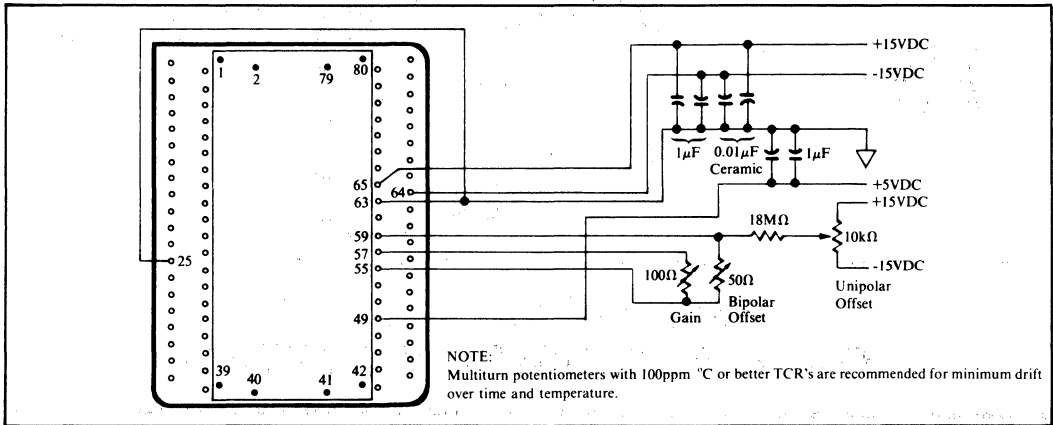 +15VDC
1
2
79
80
-15VDC
1μF
0.01μF
Ceramic
1μF
65
64
63
+5VDC
+15VDC
18MΩ
59
10kΩ
57
25
55
-15VDC
100Ω
50Ω
Unipolar
Offset
Gain
Bipolar
Offset
49
39
40
41
42
NOTE:
Multiturn potentiometers with 100ppm °C or better TCR's are recommended for minimum drift
over time and temperature.